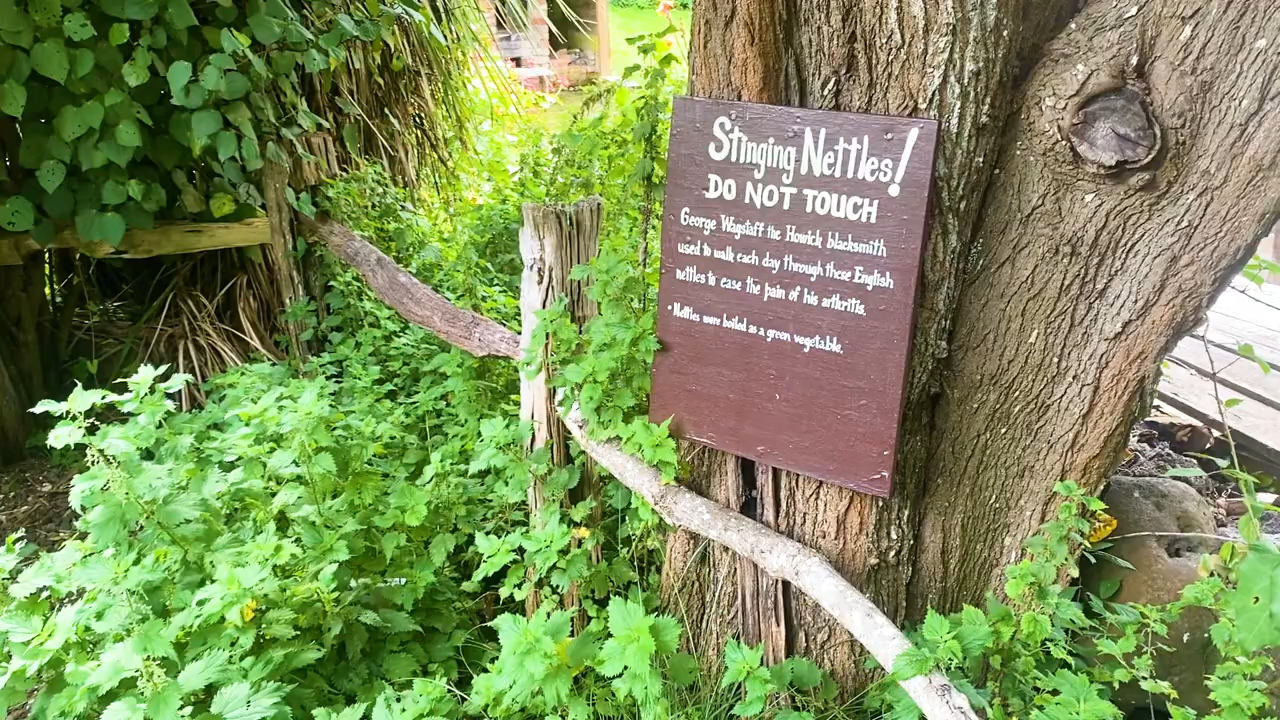 Stinging Nettles!
DO NOT TOUCH
George Wagstaff the Howick blacksmith
used to walk each day through these English
nettles to ease the pain of his arthritis.
• Nettles were boiled as a green vegetable.